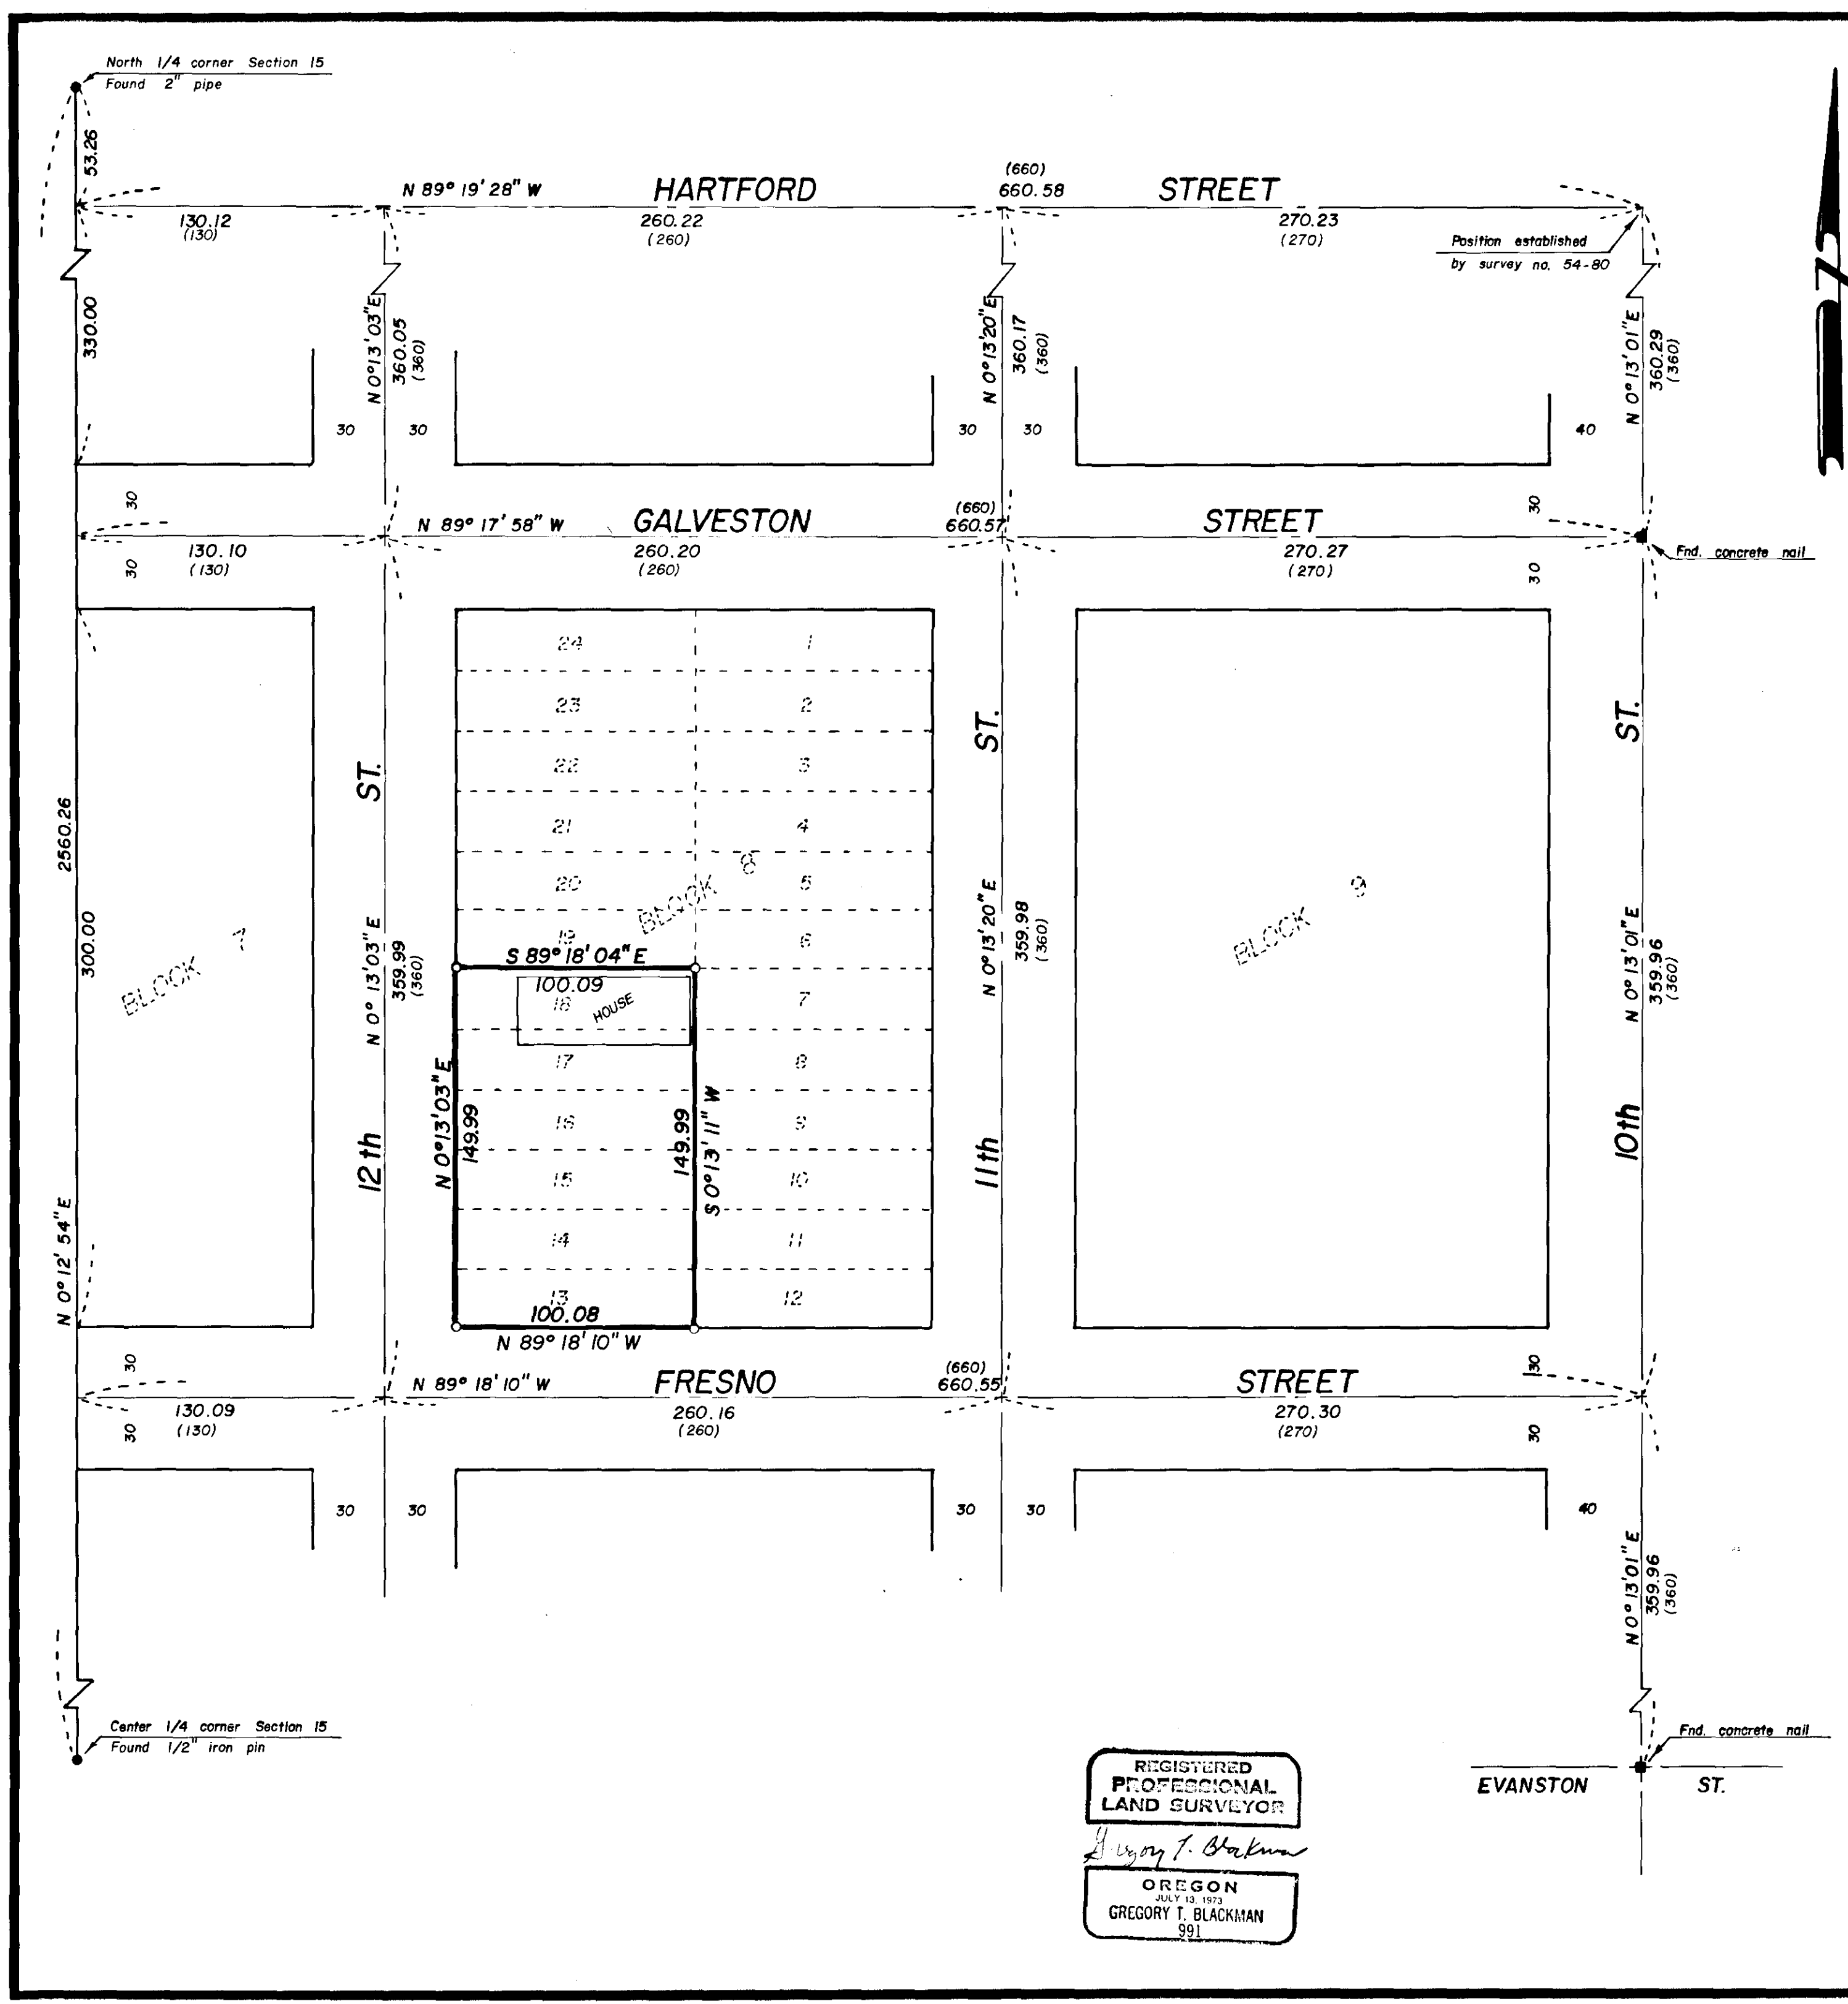 North 1/4 corner Section 15
Found 2" pipe
53.26
N 89° 19' 28" W
HARTFORD
(660)
660.58
STREET
130.12
(130)
260.22
(260)
270.23
(270)
Position established
by survey no. 54-80
330.00
N 0°13'03"E
360.05
(360)
N 0°13'20"E
360.17
(360)
N 0°13'01"E
360.29
(360)
30
30
30
30
40
30
30
N 89° 17' 58" W
GALVESTON
(660)
660.57
STREET
130.10
(130)
260.20
(260)
270.27
(270)
Fnd. concrete nail
30
30
24
1
23
2
22
3
21
4
20
5
19
6
BLOCK 8
BLOCK 7
BLOCK 9
ST.
ST.
ST.
2560.26
300.00
N 0° 13' 03" E
359.99
(360)
N 0° 13' 20" E
359.98
(360)
N 0° 13' 01" E
359.96
(360)
S 89° 18' 04" E
100.09
18
HOUSE
7
17
8
16
9
15
10
14
11
13
12
N 0°13'03" E
149.99
149.99
S 0°13' 11" W
12th
11th
10th
N 0° 12' 54" E
100.08
N 89° 18' 10" W
30
30
N 89° 18' 10" W
FRESNO
(660)
660.55
STREET
130.09
(130)
260.16
(260)
270.30
(270)
30
30
30
30
30
30
40
N 0° 13' 01" E
359.96
(360)
Center 1/4 corner Section 15
Found 1/2" iron pin
Fnd. concrete nail
EVANSTON ST.
REGISTERED
PROFESSIONAL
LAND SURVEYOR
Gregory T. Blackman
OREGON
JULY 13, 1973
GREGORY T. BLACKMAN
991